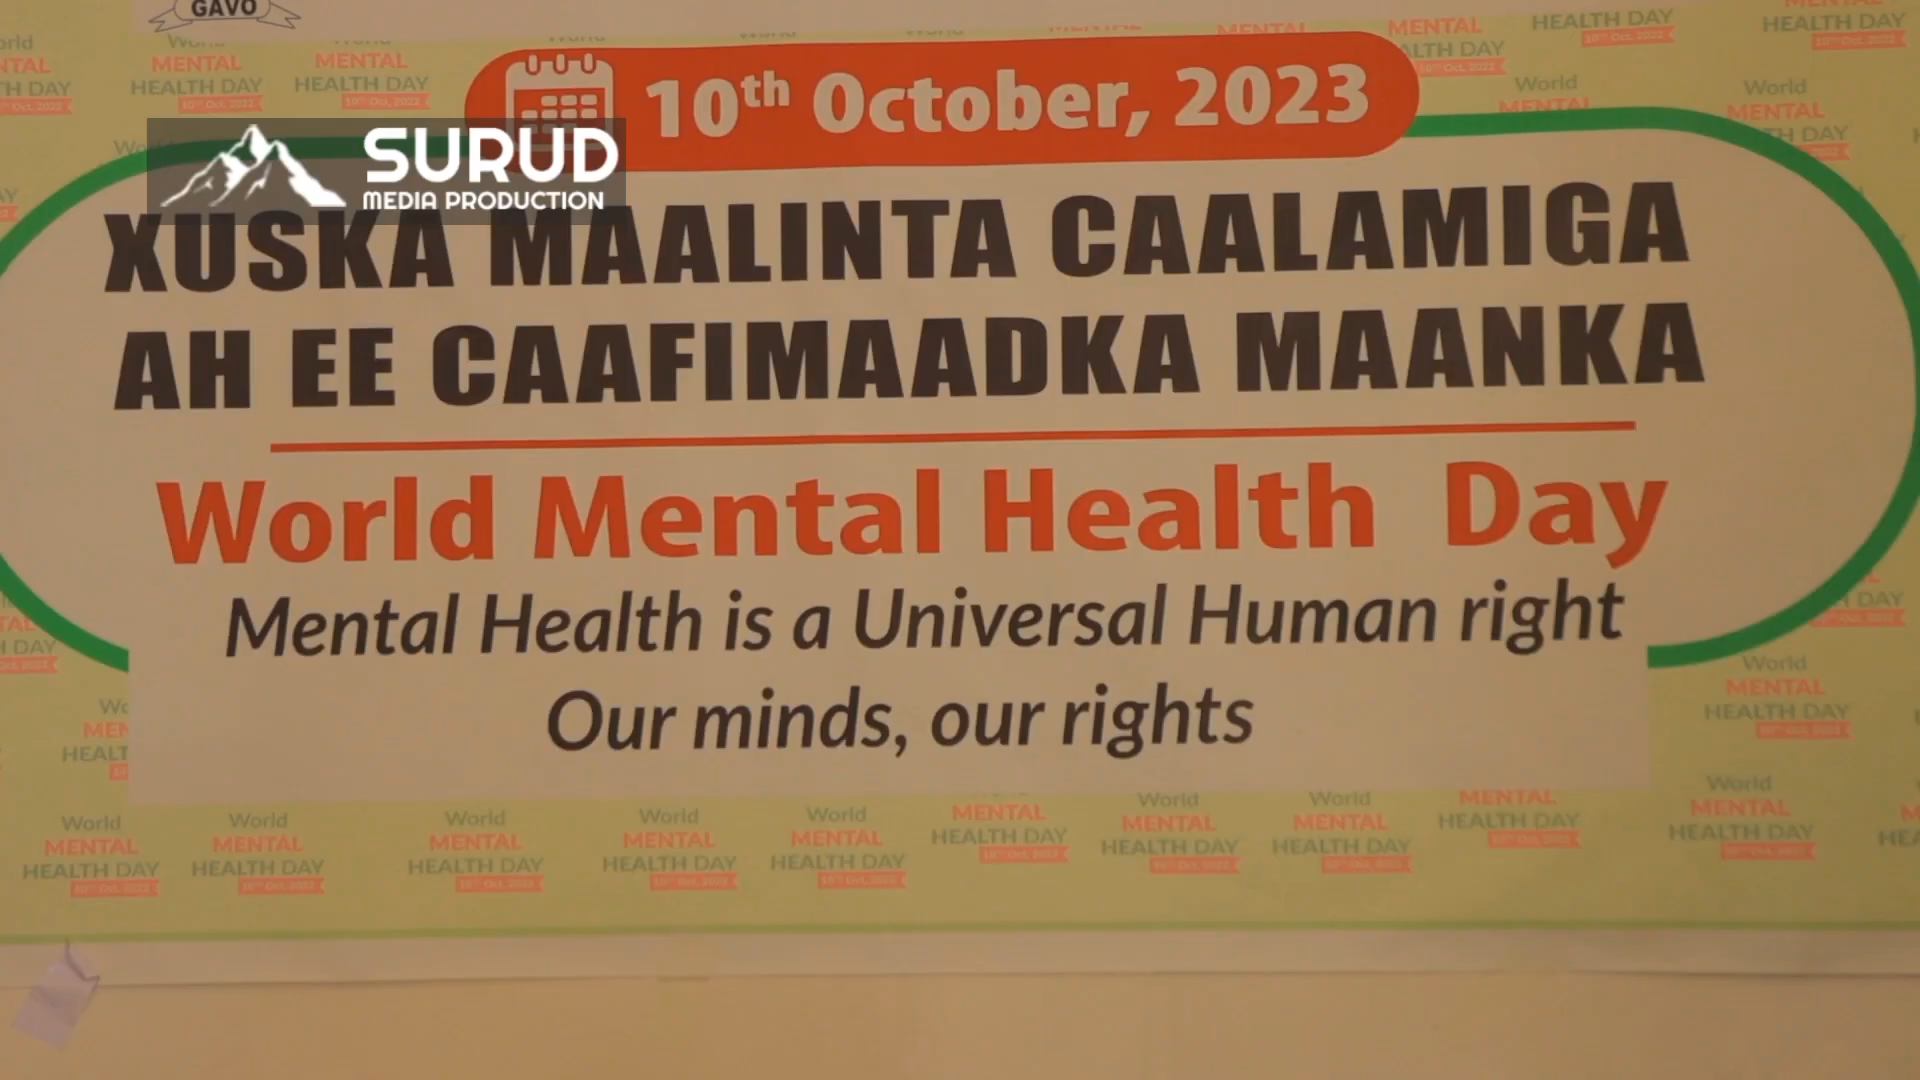 GAVO
10th October, 2023
SURUD
MEDIA PRODUCTION
XUSKA MAALINTA CAALAMIGA
AH EE CAAFIMAADKA MAANKA
World Mental Health Day
Mental Health is a Universal Human right
Our minds, our rights
World
MENTAL
HEALTH DAY